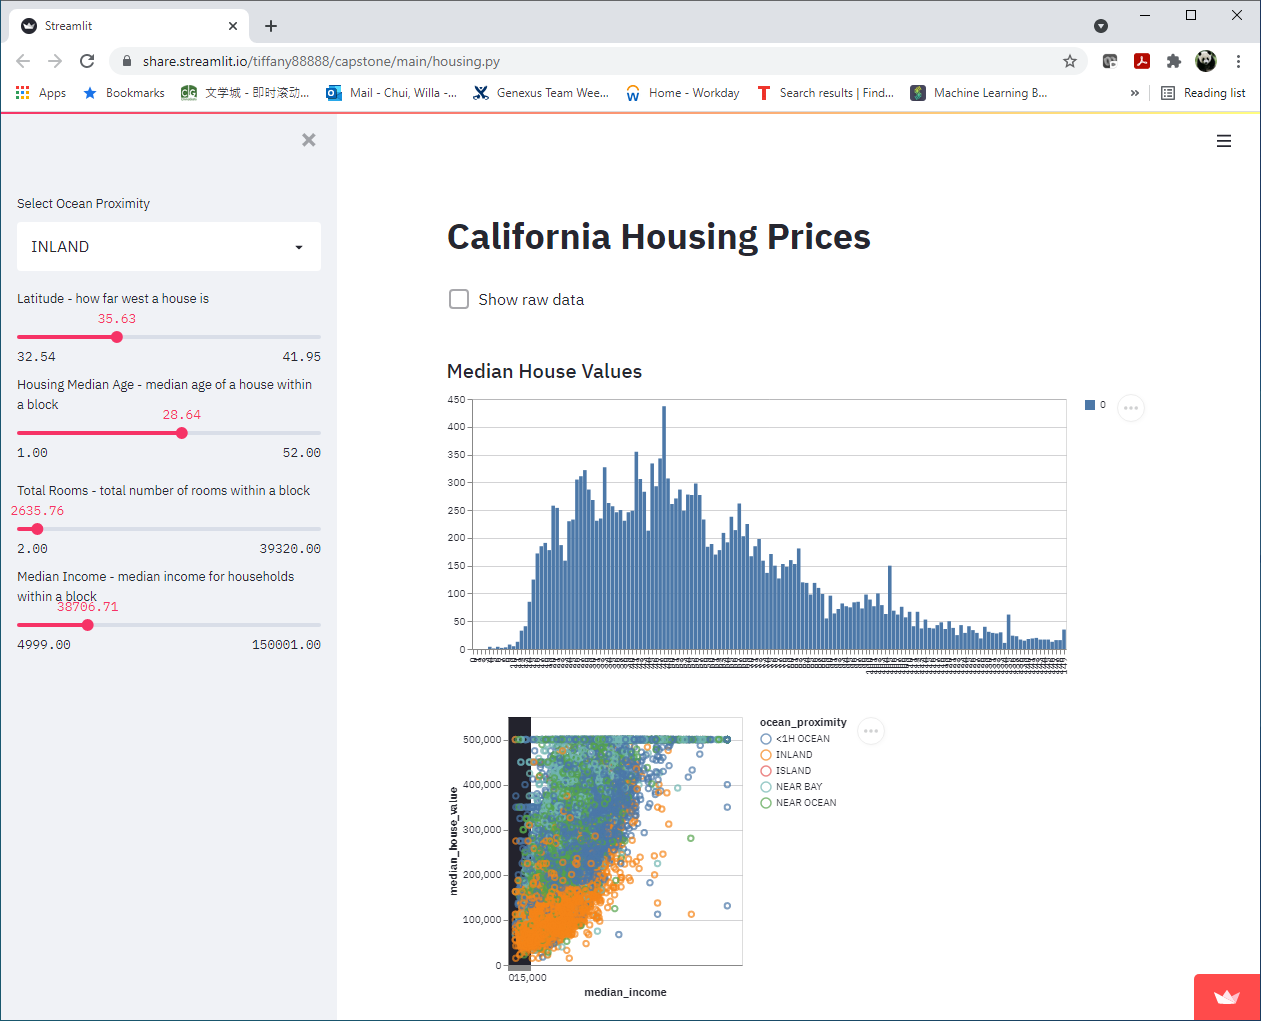 Streamlit
share.streamlit.io/tiffany88888/capstone/main/housing.py
Apps
Bookmarks
文学城 - 即时滚动...
Mail - Chui, Willa -...
Genexus Team Wee...
Home - Workday
Search results | Find...
Machine Learning B...
»
Reading list
Select Ocean Proximity
INLAND
Latitude - how far west a house is
35.63
32.54 41.95
Housing Median Age - median age of a house within
a block
28.64
1.00 52.00
Total Rooms - total number of rooms within a block
2635.76
2.00 39320.00
Median Income - median income for households
within a block
38706.71
4999.00 150001.00
California Housing Prices
Show raw data
Median House Values
450
400
350
300
250
200
150
100
50
0
0
500,000
400,000
300,000
200,000
100,000
0
median_house_value
015,000
median_income
ocean_proximity
<1H OCEAN
INLAND
ISLAND
NEAR BAY
NEAR OCEAN